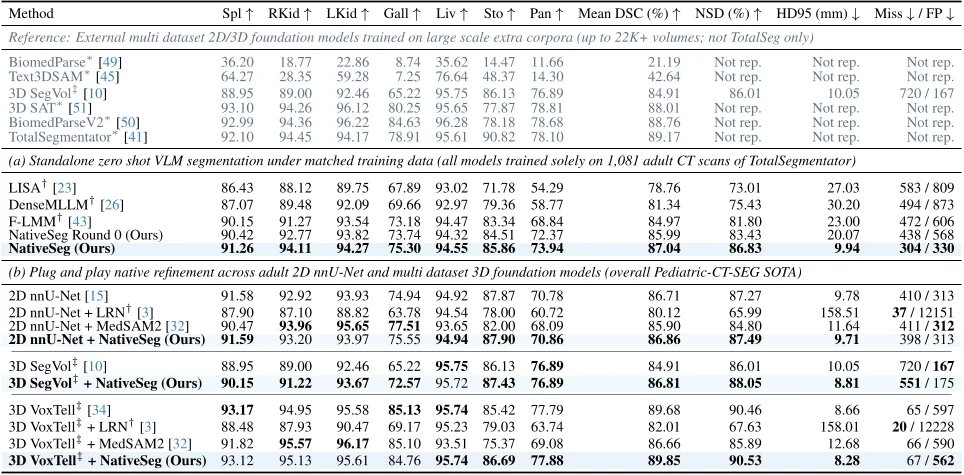 Method Spl ↑ RKid ↑ LKid ↑ Gall ↑ Liv ↑ Sto ↑ Pan ↑ Mean DSC (%) ↑ NSD (%) ↑ HD95 (mm) ↓ Miss ↓ / FP ↓
Reference: External multi dataset 2D/3D foundation models trained on large scale extra corpora (up to 22K+ volumes; not TotalSeg only)
BiomedParse* [49] 36.20 18.77 22.86 8.74 35.62 14.47 11.66 21.19 Not rep. Not rep. Not rep.
Text3DSAM* [45] 64.27 28.35 59.28 7.25 76.64 48.37 14.30 42.64 Not rep. Not rep. Not rep.
3D SegVol‡ [10] 88.95 89.00 92.46 65.22 95.75 86.13 76.89 84.91 86.01 10.05 720 / 167
3D SAT* [51] 93.10 94.26 96.12 80.25 95.65 77.87 78.81 88.01 Not rep. Not rep. Not rep.
BiomedParseV2* [50] 92.99 94.36 96.22 84.63 96.28 78.18 78.68 88.76 Not rep. Not rep. Not rep.
TotalSegmentator* [41] 92.10 94.45 94.17 78.91 95.61 90.82 78.10 89.17 Not rep. Not rep. Not rep.
(a) Standalone zero shot VLM segmentation under matched training data (all models trained solely on 1,081 adult CT scans of TotalSegmentator)
LISA† [23] 86.43 88.12 89.75 67.89 93.02 71.78 54.29 78.76 73.01 27.03 583 / 809
DenseMLLM† [26] 87.07 89.48 92.09 69.66 92.97 79.36 58.77 81.34 75.43 30.20 494 / 873
F-LMM† [43] 90.15 91.27 93.54 73.18 94.47 83.34 68.84 84.97 81.80 23.00 472 / 606
NativeSeg Round 0 (Ours) 90.42 92.77 93.82 73.74 94.32 84.51 72.37 85.99 83.43 20.07 438 / 568
NativeSeg (Ours) 91.26 94.11 94.27 75.30 94.55 85.86 73.94 87.04 86.83 9.94 304 / 330
(b) Plug and play native refinement across adult 2D nnU-Net and multi dataset 3D foundation models (overall Pediatric-CT-SEG SOTA)
2D nnU-Net [15] 91.58 92.92 93.93 74.94 94.92 87.87 70.78 86.71 87.27 9.78 410 / 313
2D nnU-Net + LRN† [3] 87.90 87.10 88.82 63.78 94.54 78.00 60.72 80.12 65.99 158.51 37 / 12151
2D nnU-Net + MedSAM2 [32] 90.47 93.96 95.65 77.51 93.65 82.00 68.09 85.90 84.80 11.64 411 / 312
2D nnU-Net + NativeSeg (Ours) 91.59 93.20 93.97 75.55 94.94 87.90 70.86 86.86 87.49 9.71 398 / 313
3D SegVol‡ [10] 88.95 89.00 92.46 65.22 95.75 86.13 76.89 84.91 86.01 10.05 720 / 167
3D SegVol‡ + NativeSeg (Ours) 90.15 91.22 93.67 72.57 95.72 87.43 76.89 86.81 88.05 8.81 551 / 175
3D VoxTell‡ [34] 93.17 94.95 95.58 85.13 95.74 85.42 77.79 89.68 90.46 8.66 65 / 597
3D VoxTell‡ + LRN† [3] 88.48 87.93 90.47 69.17 95.23 79.03 63.74 82.01 67.63 158.01 20 / 12228
3D VoxTell‡ + MedSAM2 [32] 91.82 95.57 96.17 85.10 93.51 75.37 69.08 86.66 85.89 12.68 66 / 590
3D VoxTell‡ + NativeSeg (Ours) 93.12 95.13 95.61 84.76 95.74 86.69 77.88 89.85 90.53 8.28 67 / 562